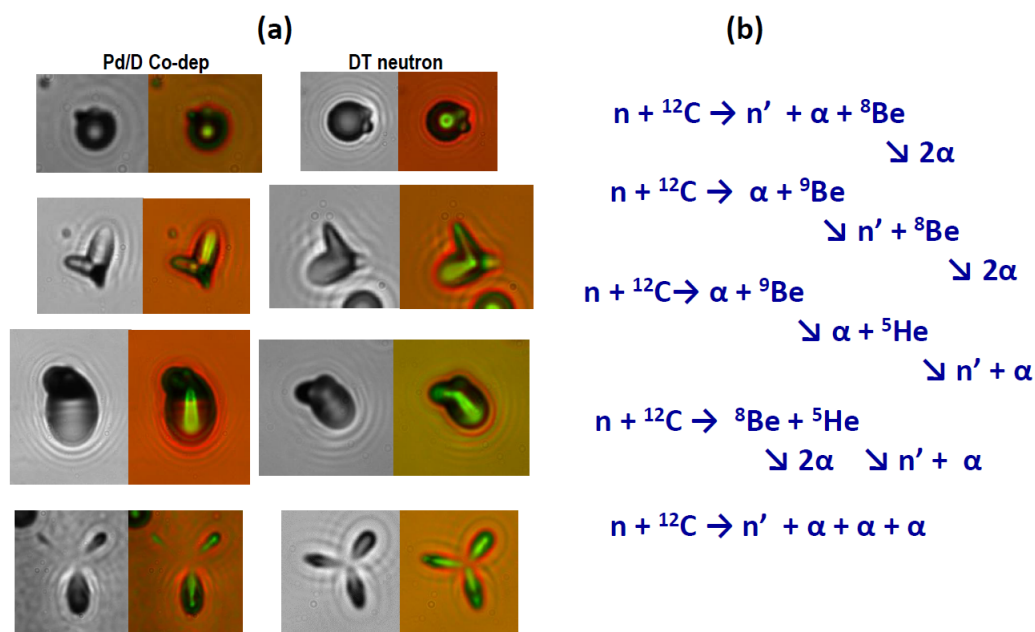 (a)
Pd/D Co-dep
DT neutron
(b)
n + ¹²C → n’ + α + ⁸Be
↘ 2α
n + ¹²C → α + ⁹Be
↘ n’ + ⁸Be
↘ 2α
n + ¹²C→ α + ⁹Be
↘ α + ⁵He
↘ n’ + α
n + ¹²C → ⁸Be + ⁵He
↘ 2α ↘ n’ + α
n + ¹²C → n’ + α + α + α